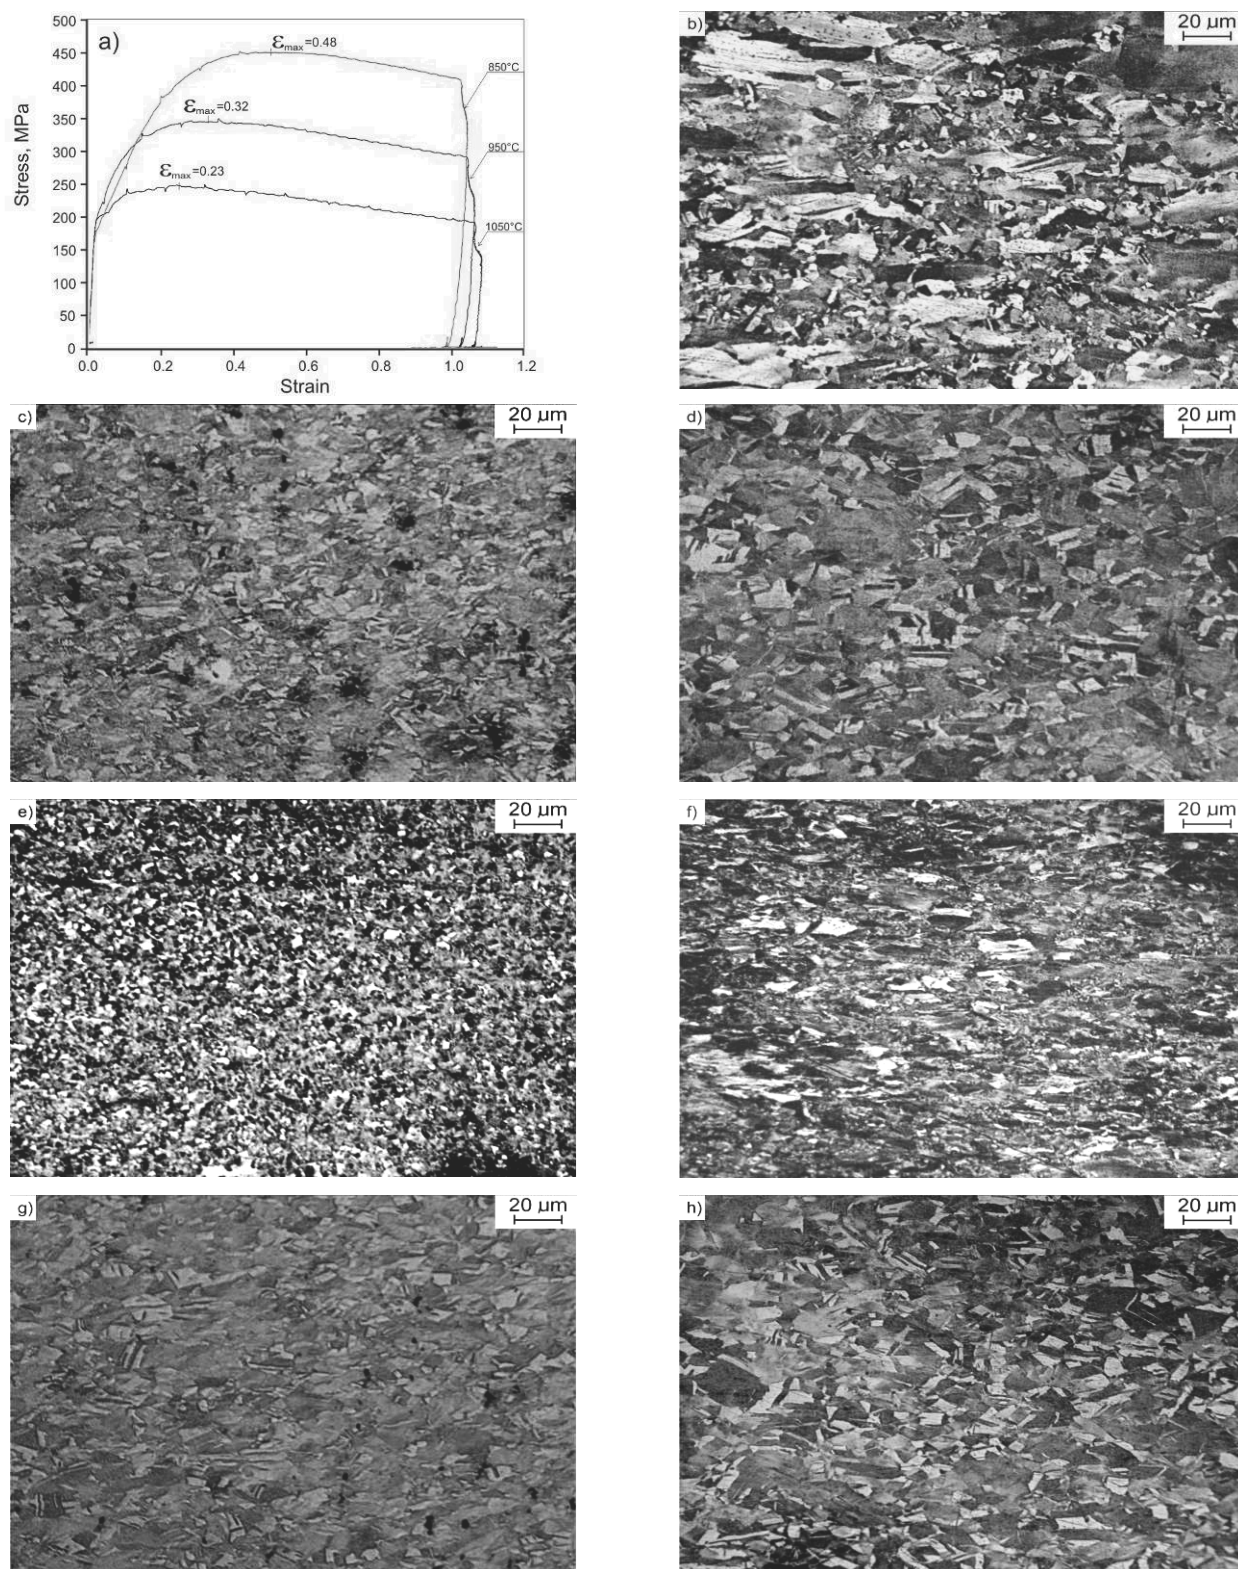 a)
Stress, MPa
500
450
400
350
300
250
200
150
100
50
0
εmax=0.48
εmax=0.32
εmax=0.23
850°C
950°C
1050°C
0.0 0.2 0.4 0.6 0.8 1.0 1.2
Strain
b) 20 µm
c) 20 µm
d) 20 µm
e) 20 µm
f) 20 µm
g) 20 µm
h) 20 µm